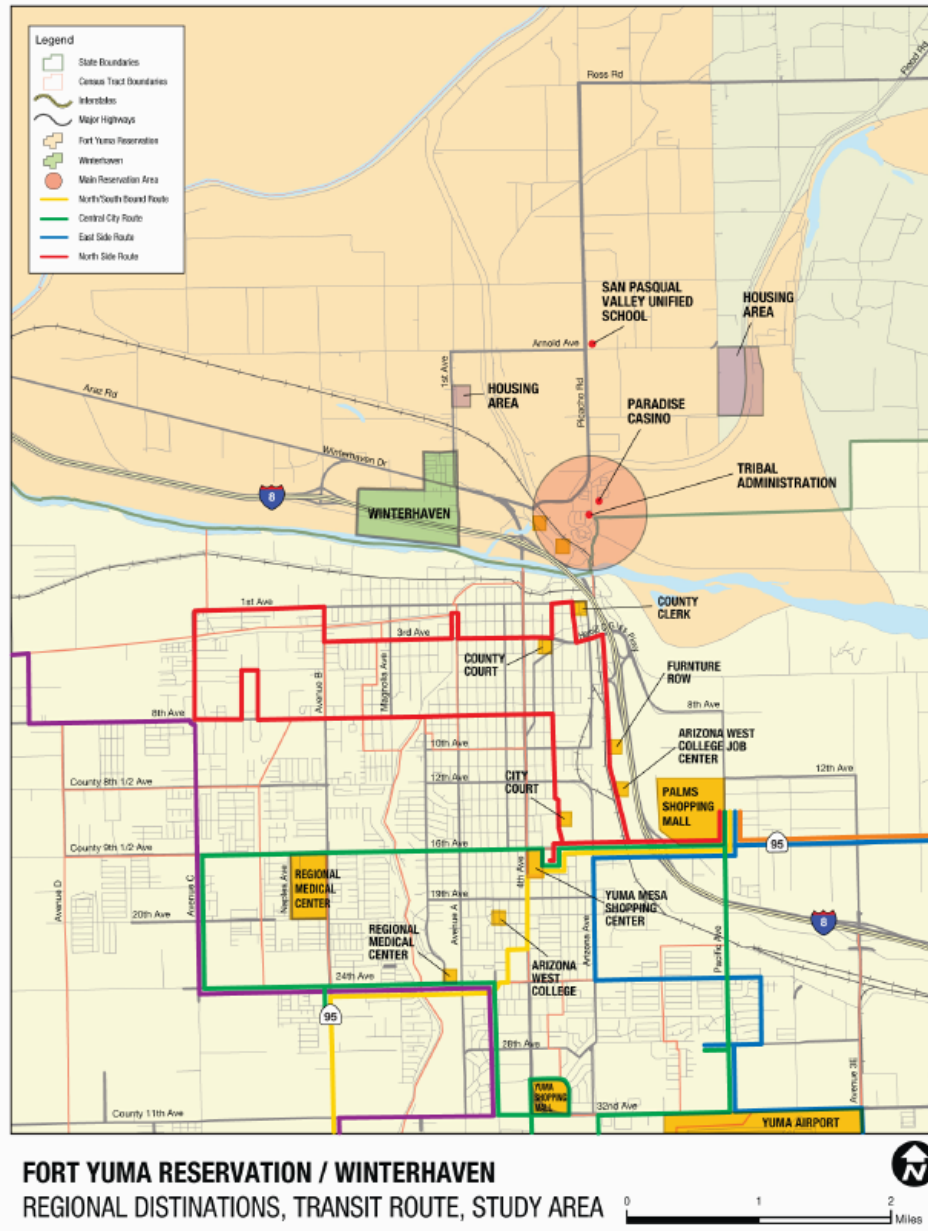 Legend
State Boundaries
Census Tract Boundaries
Interstates
Major Highways
Fort Yuma Reservation
Winterhaven
Main Reservation Area
North/South Bound Route
Central City Route
East Side Route
North Side Route
Ross Rd
Flood Rd
SAN PASQUAL
VALLEY UNIFIED
SCHOOL
HOUSING
AREA
Arnold Ave
1st Ave
Picacho Rd
HOUSING
AREA
Araz Rd
PARADISE
CASINO
Winterhaven Dr
TRIBAL
ADMINISTRATION
8
WINTERHAVEN
1st Ave
COUNTY
CLERK
3rd Ave
COUNTY
COURT
Magnolia Ave
Avenue B
FURNTURE
ROW
8th Ave
8th Ave
ARIZONA WEST
COLLEGE JOB
CENTER
10th Ave
12th Ave
12th Ave
County 8th 1/2 Ave
CITY
COURT
PALMS
SHOPPING
MALL
16th Ave
95
County 9th 1/2 Ave
4th Ave
Avenue D
Avenue C
Naples Ave
REGIONAL
MEDICAL
CENTER
19th Ave
20th Ave
Avenue A
YUMA MESA
SHOPPING
CENTER
8
REGIONAL
MEDICAL
CENTER
Arizona Ave
Pacific Ave
24th Ave
ARIZONA
WEST
COLLEGE
95
28th Ave
Avenue 3E
YUMA
SHOPPING
MALL
County 11th Ave
32nd Ave
YUMA AIRPORT
FORT YUMA RESERVATION / WINTERHAVEN
REGIONAL DISTINATIONS, TRANSIT ROUTE, STUDY AREA
0 1 2
Miles
N